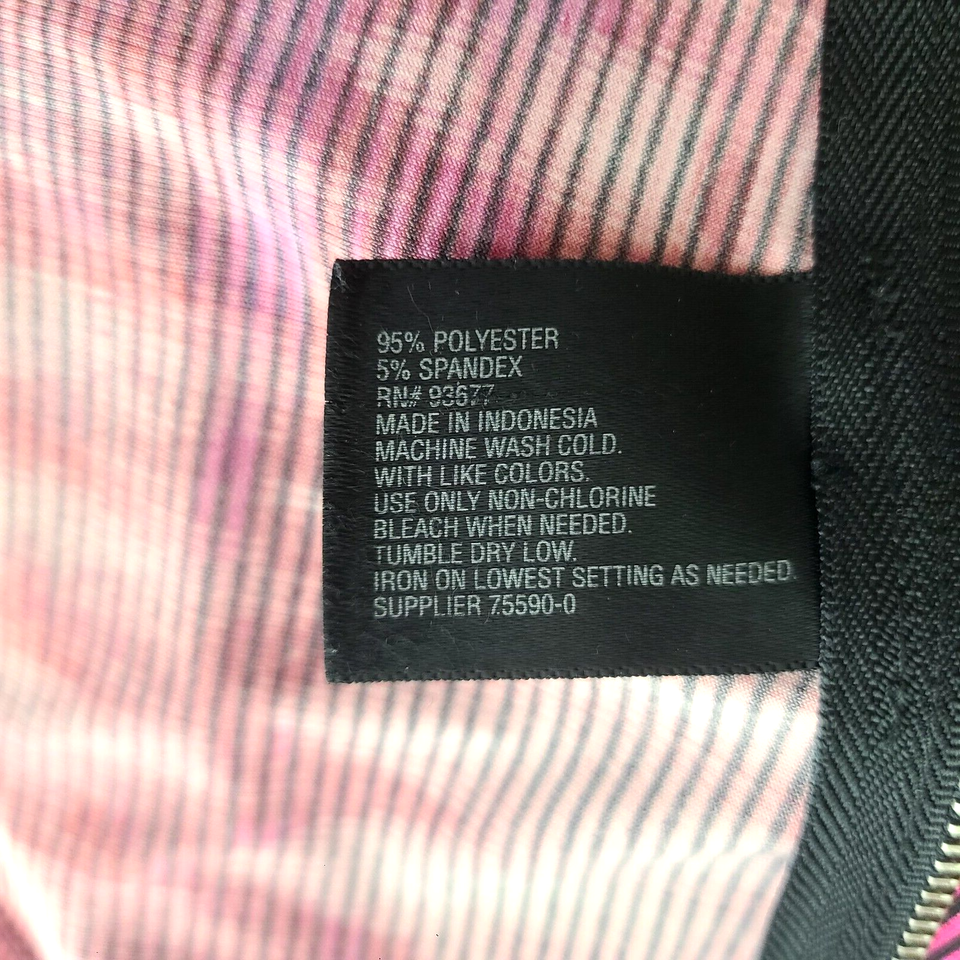 95% POLYESTER
5% SPANDEX
RN# 93677
MADE IN INDONESIA
MACHINE WASH COLD.
WITH LIKE COLORS.
USE ONLY NON-CHLORINE
BLEACH WHEN NEEDED.
TUMBLE DRY LOW.
IRON ON LOWEST SETTING AS NEEDED
SUPPLIER 75590-0